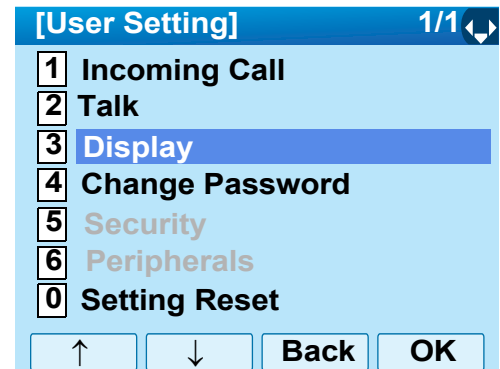 [User Setting] 1/1
1 Incoming Call
2 Talk
3 Display
4 Change Password
5 Security
6 Peripherals
0 Setting Reset
↑ ↓ Back OK